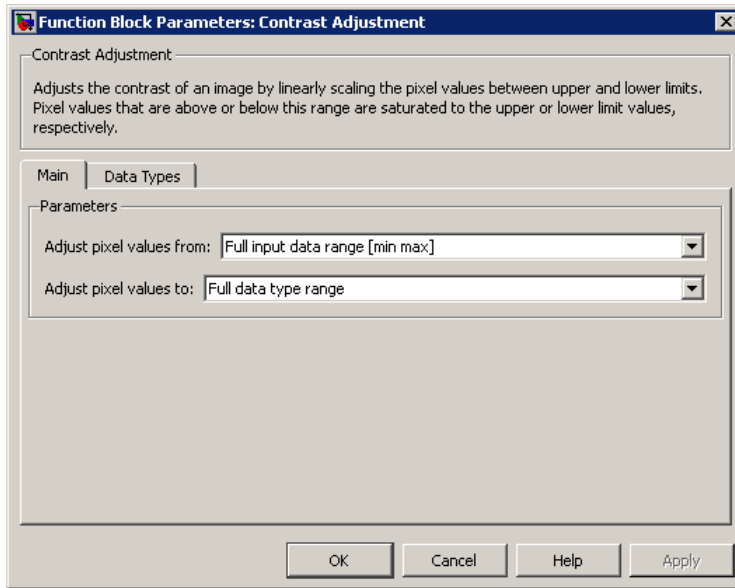 Function Block Parameters: Contrast Adjustment
Contrast Adjustment
Adjusts the contrast of an image by linearly scaling the pixel values between upper and lower limits.
Pixel values that are above or below this range are saturated to the upper or lower limit values,
respectively.
Main Data Types
Parameters
Adjust pixel values from: Full input data range [min max]
Adjust pixel values to: Full data type range
OK Cancel Help Apply